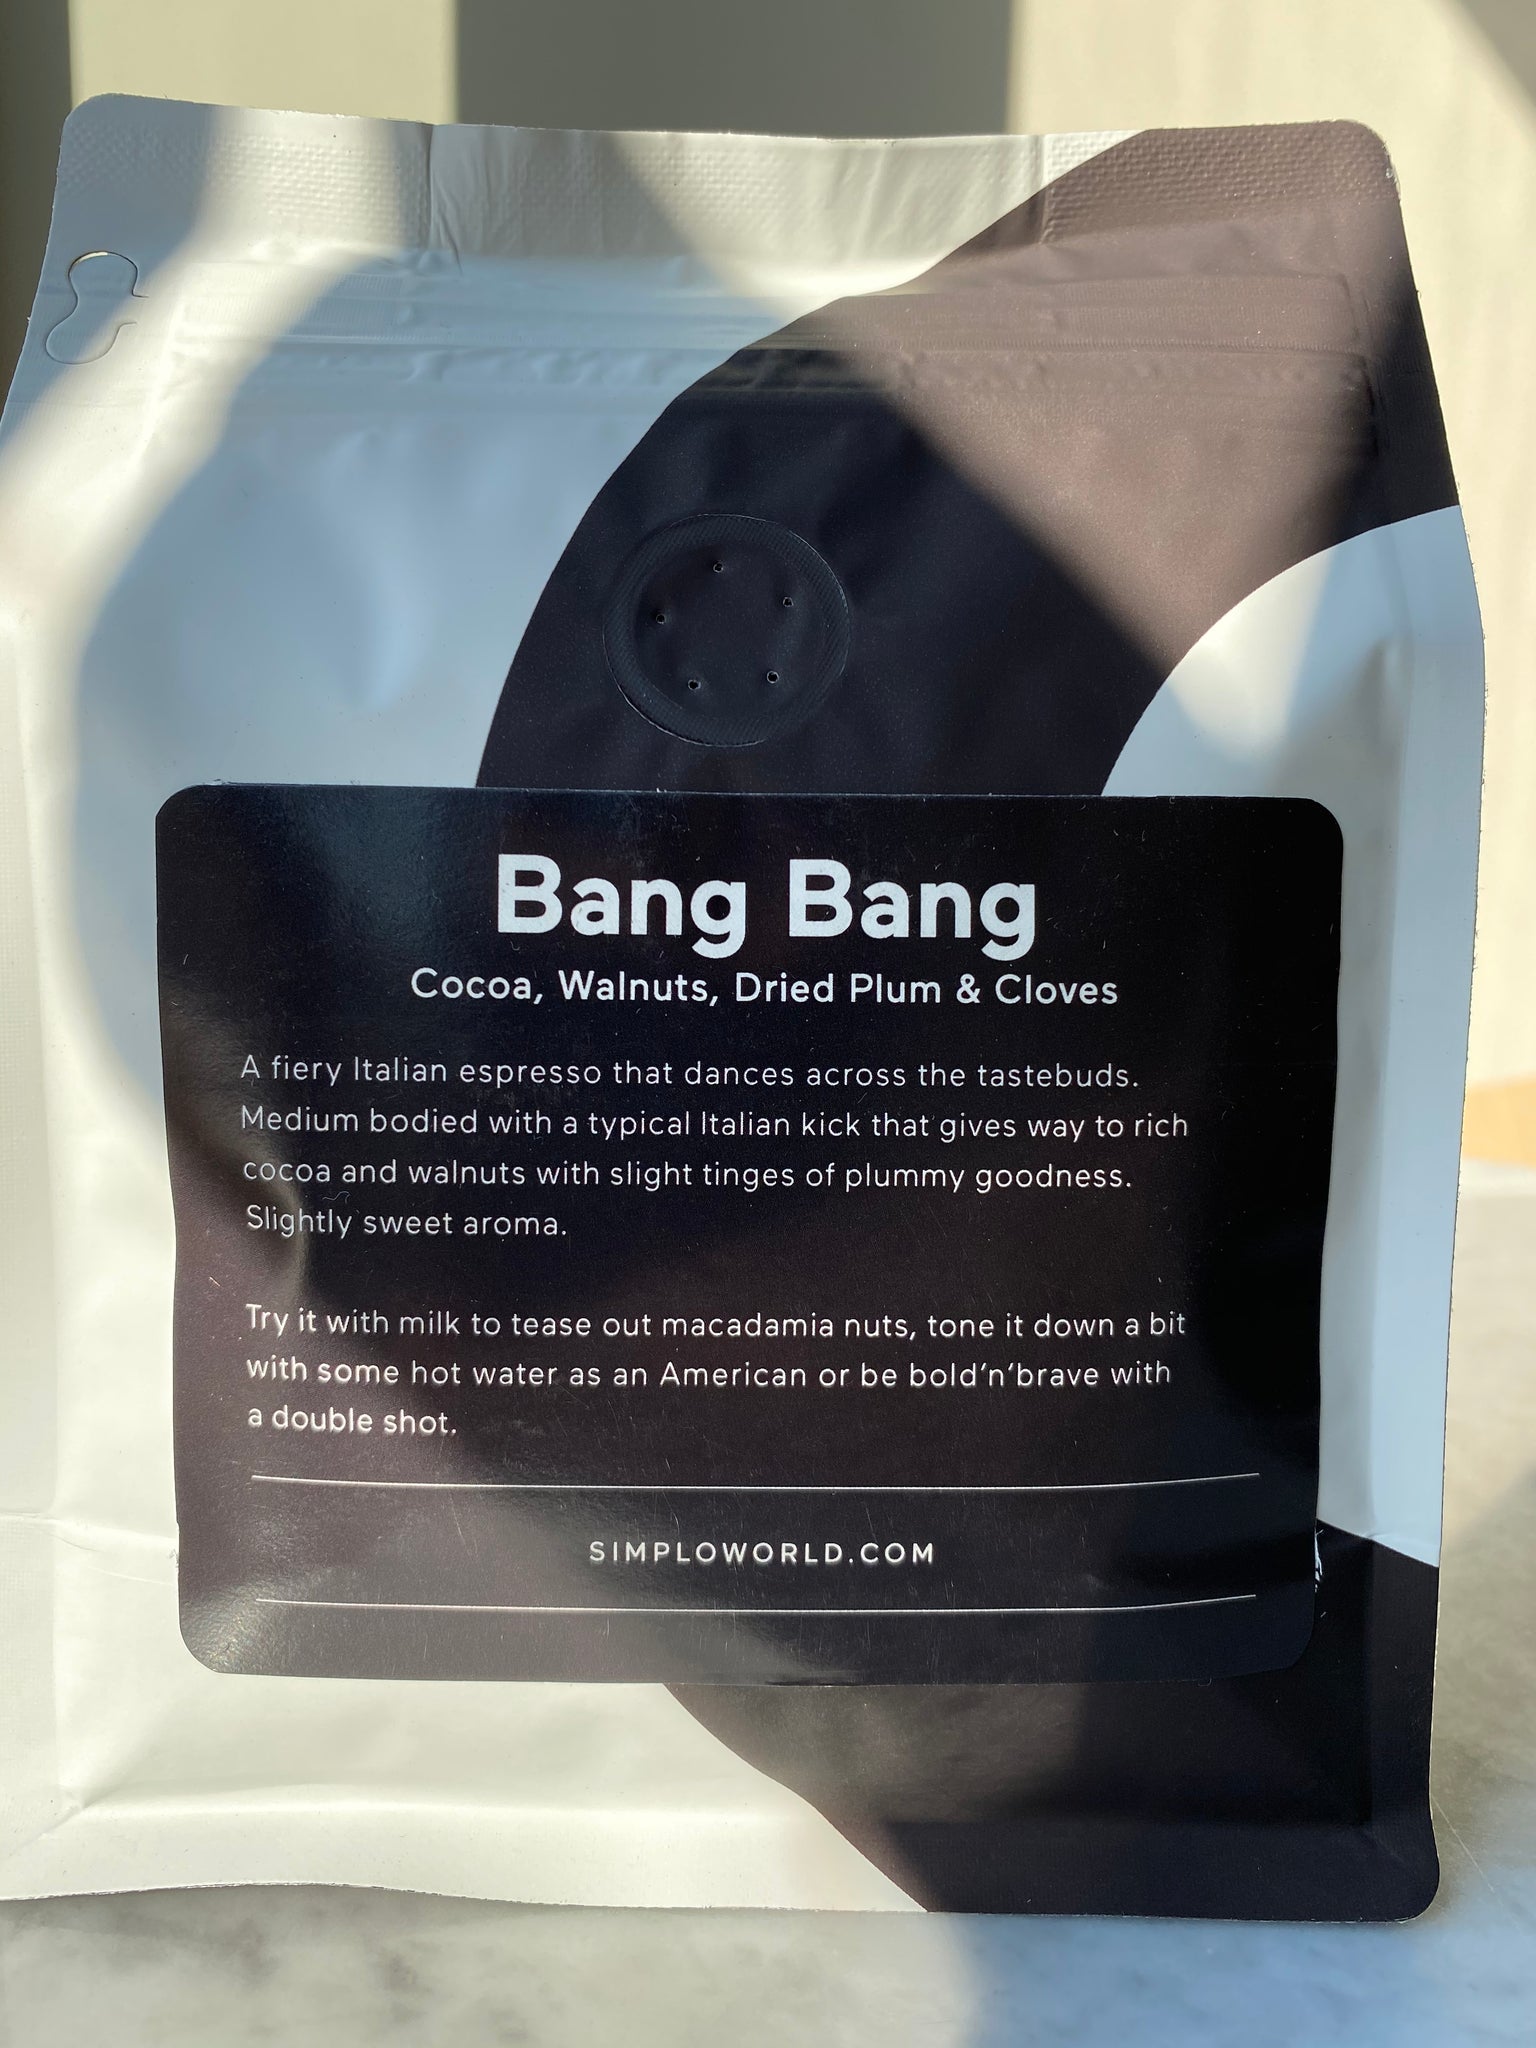 Bang Bang
Cocoa, Walnuts, Dried Plum & Cloves
A fiery Italian espresso that dances across the tastebuds.
Medium bodied with a typical Italian kick that gives way to rich
cocoa and walnuts with slight tinges of plummy goodness.
Slightly sweet aroma.
Try it with milk to tease out macadamia nuts, tone it down a bit
with some hot water as an American or be bold'n'brave with
a double shot.
SIMPLOWORLD.COM